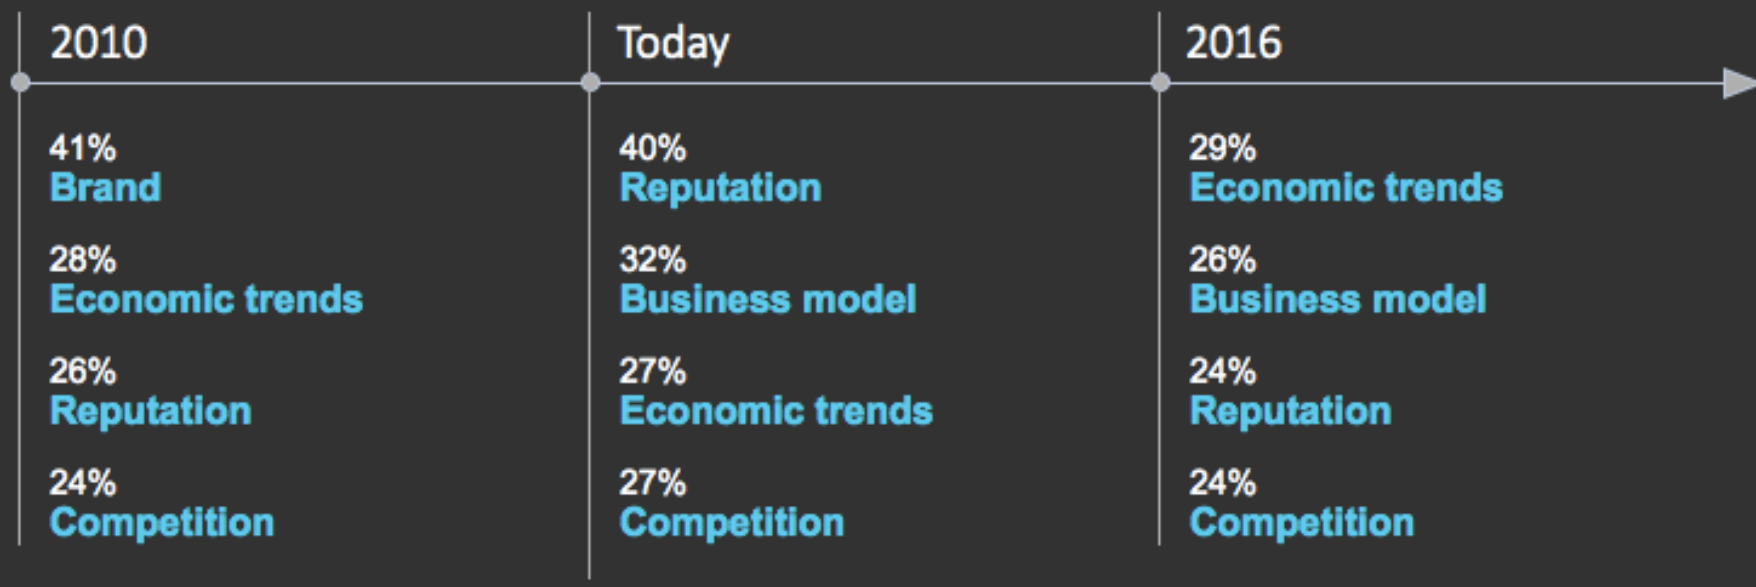 2010
41%
Brand
28%
Economic trends
26%
Reputation
24%
Competition
Today
40%
Reputation
32%
Business model
27%
Economic trends
27%
Competition
2016
29%
Economic trends
26%
Business model
24%
Reputation
24%
Competition